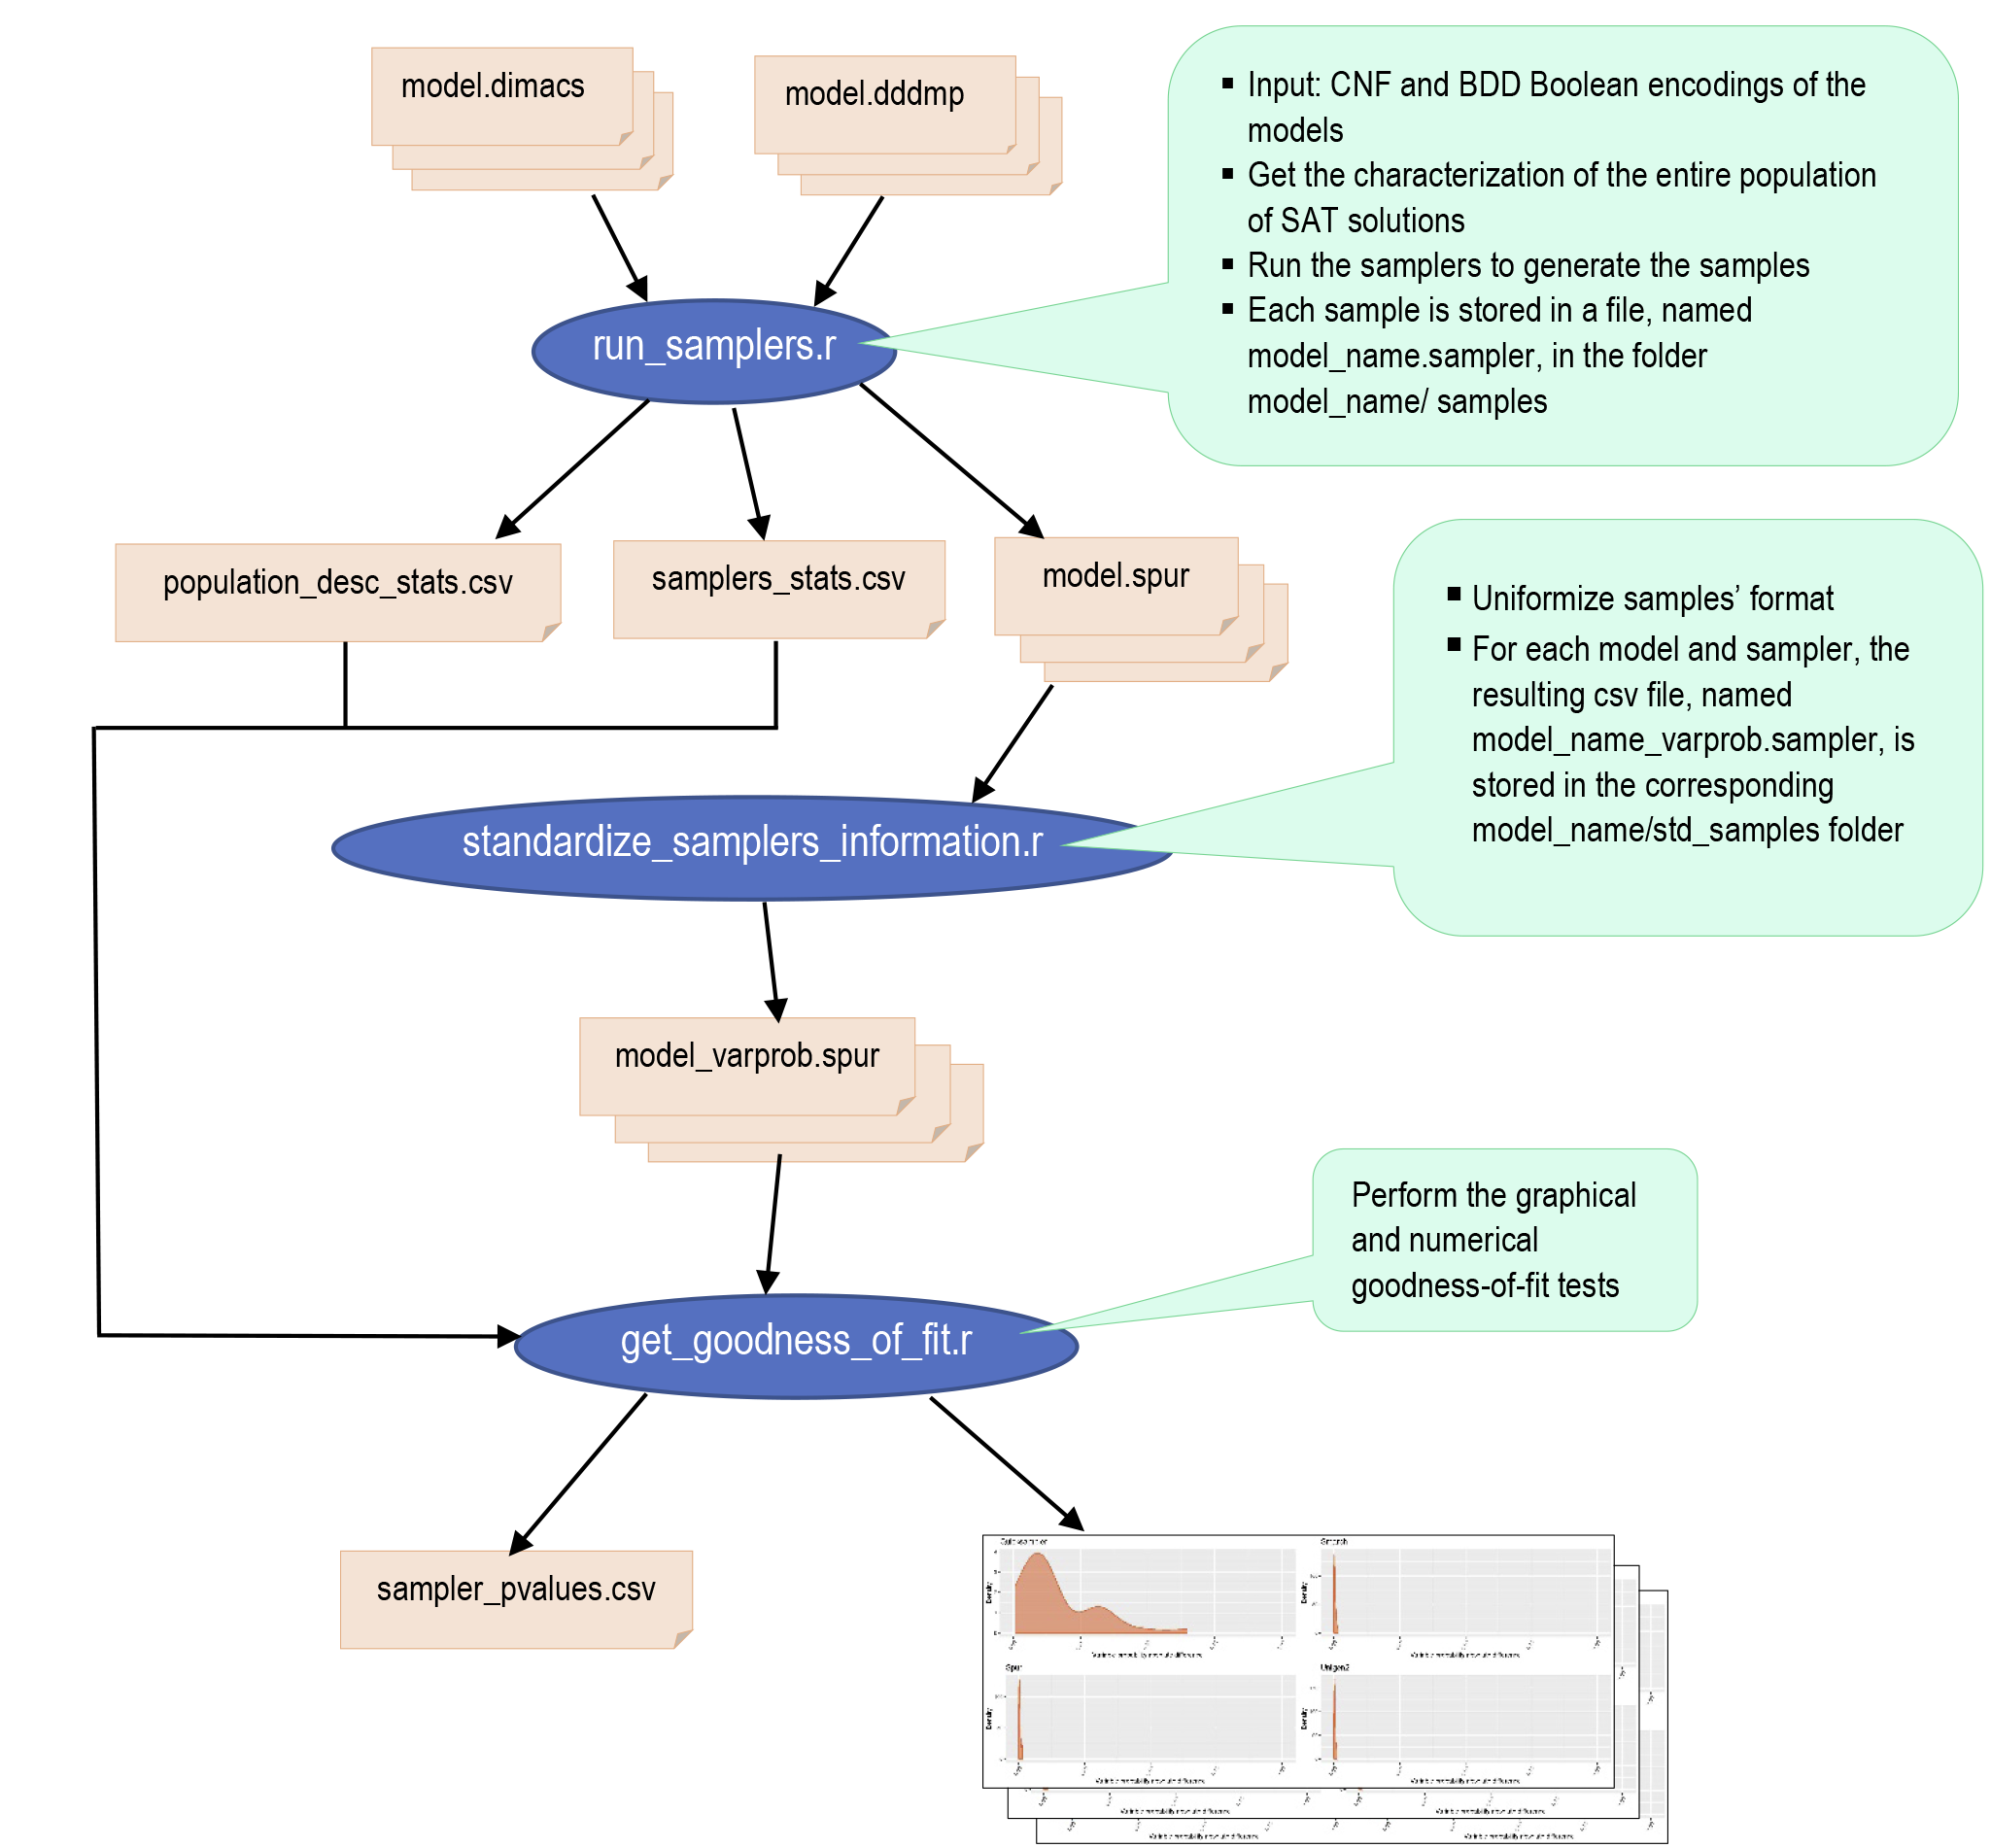 model.dimacs
model.dddmp
▪ Input: CNF and BDD Boolean encodings of the
models
▪ Get the characterization of the entire population
of SAT solutions
▪ Run the samplers to generate the samples
▪ Each sample is stored in a file, named
model_name.sampler, in the folder
model_name/ samples
run_samplers.r
population_desc_stats.csv
samplers_stats.csv
model.spur
▪ Uniformize samples’ format
▪ For each model and sampler, the
resulting csv file, named
model_name_varprob.sampler, is
stored in the corresponding
model_name/std_samples folder
standardize_samplers_information.r
model_varprob.spur
Perform the graphical
and numerical
goodness-of-fit tests
get_goodness_of_fit.r
sampler_pvalues.csv
Spur
Unigen2
Density
Density
Density
Density